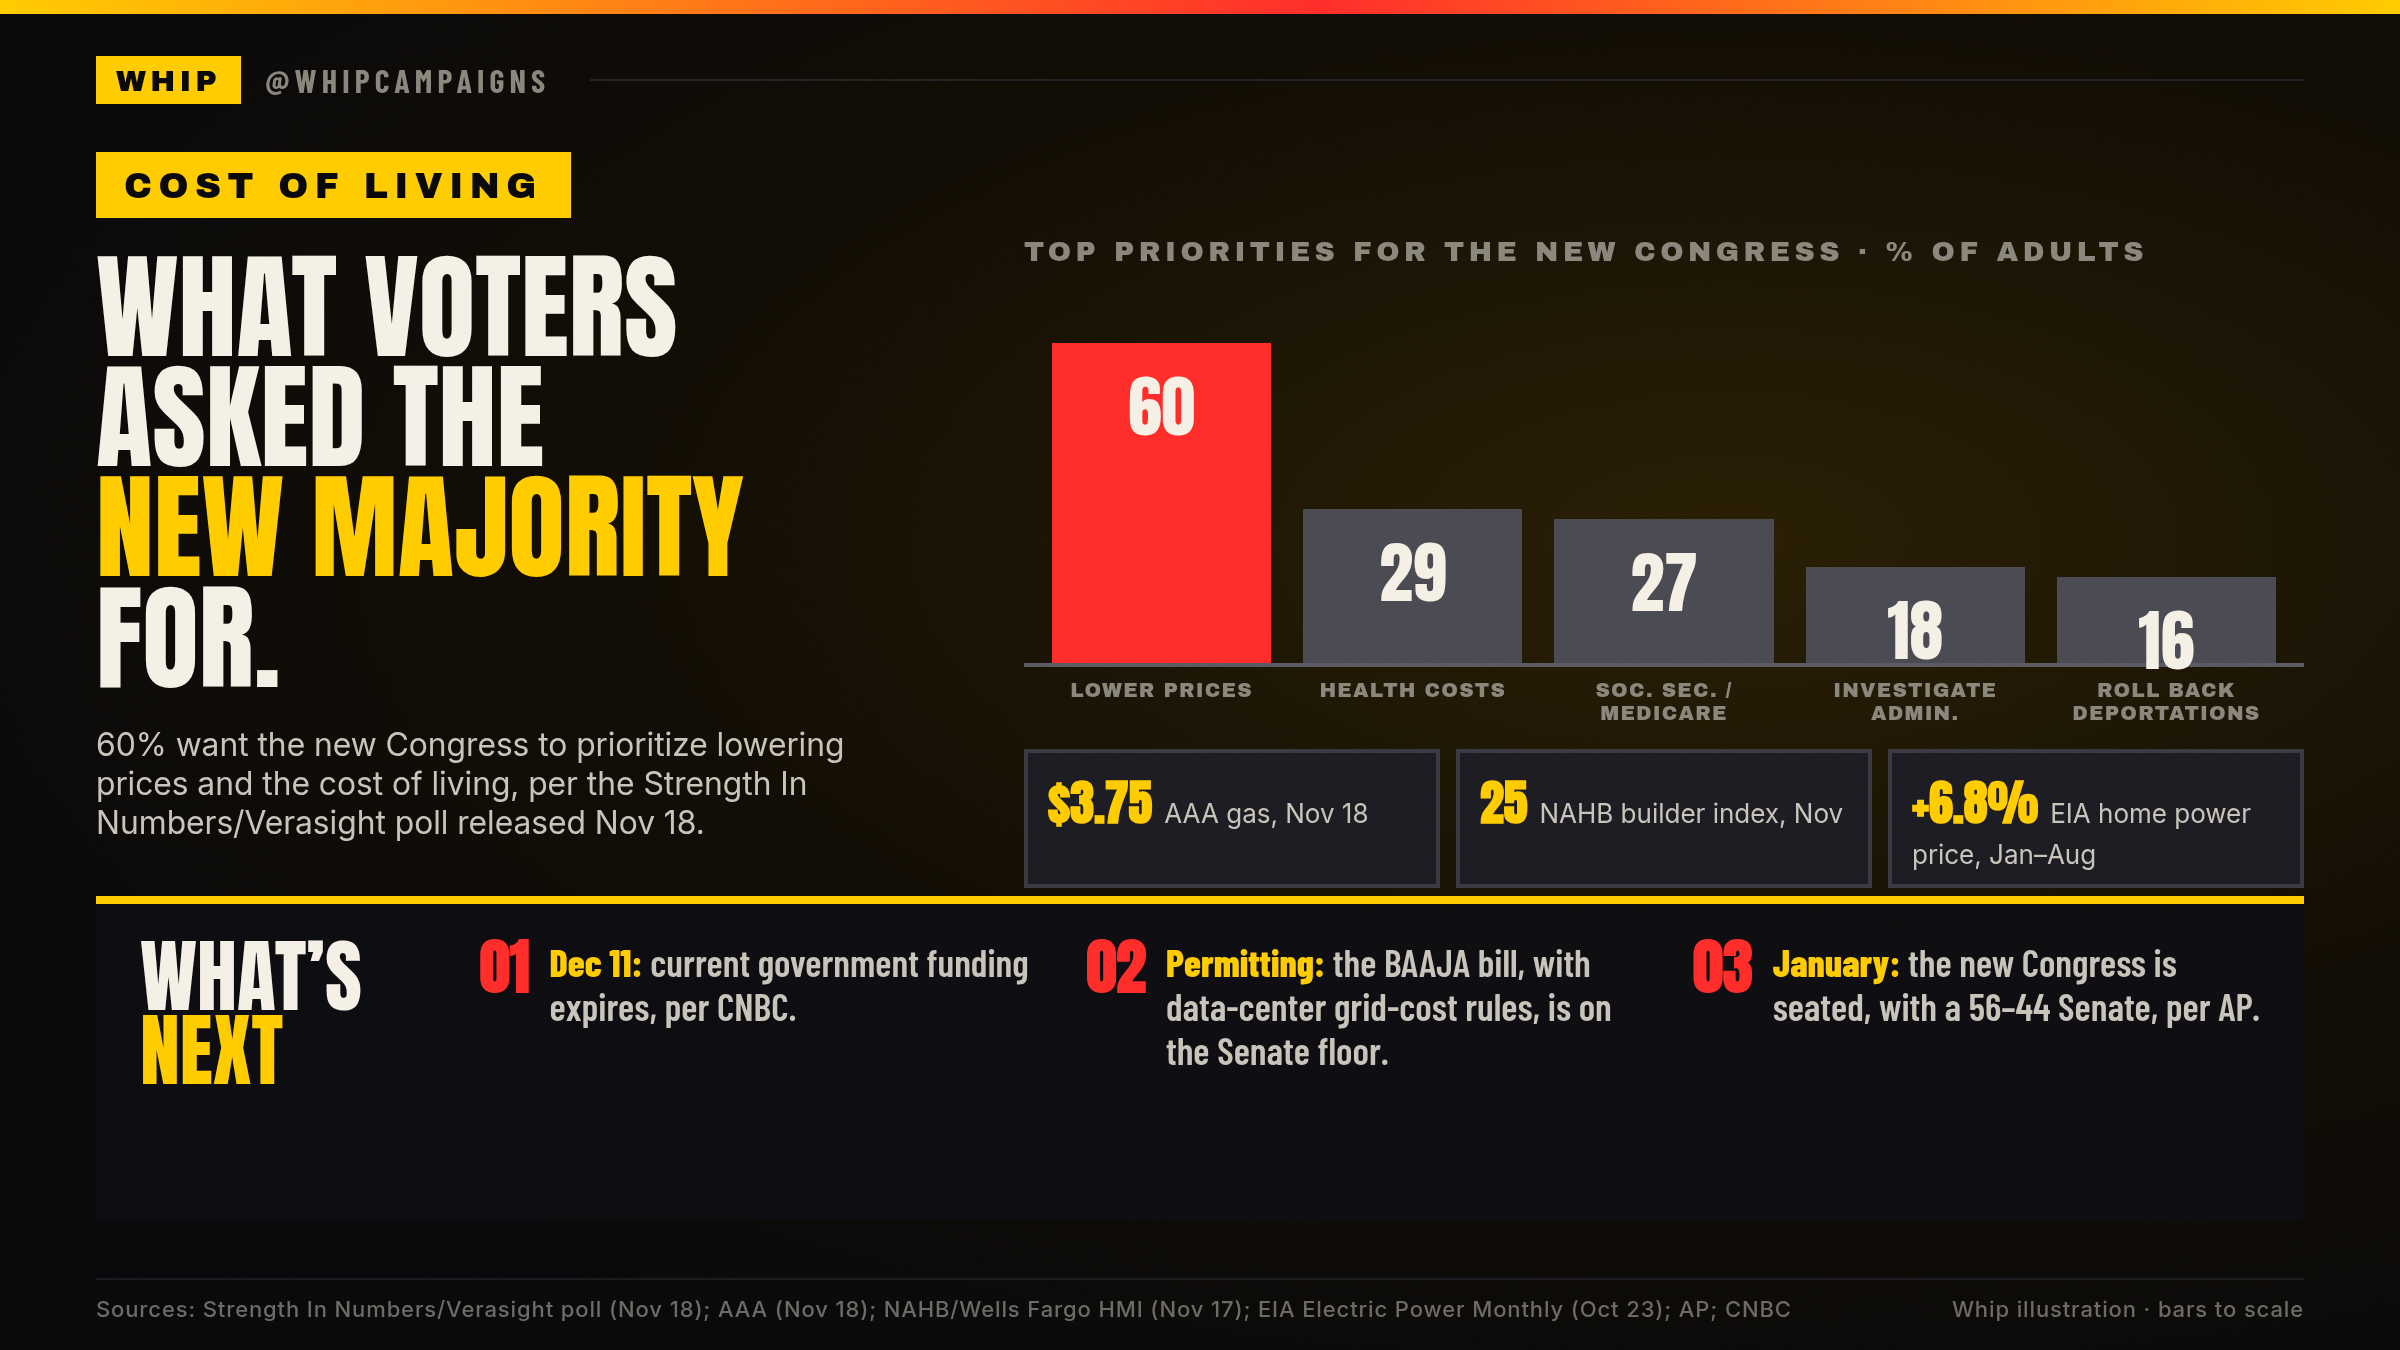 WHIP @WHIPCAMPAIGNS
COST OF LIVING
WHAT VOTERS
ASKED THE
NEW MAJORITY
FOR.
60% want the new Congress to prioritize lowering
prices and the cost of living, per the Strength In
Numbers/Verasight poll released Nov 18.
TOP PRIORITIES FOR THE NEW CONGRESS · % OF ADULTS
60
29
27
18
16
LOWER PRICES
HEALTH COSTS
SOC. SEC. /
MEDICARE
INVESTIGATE
ADMIN.
ROLL BACK
DEPORTATIONS
$3.75 AAA gas, Nov 18
25 NAHB builder index, Nov
+6.8% EIA home power
price, Jan–Aug
WHAT’S
NEXT
01 Dec 11: current government funding
expires, per CNBC.
02 Permitting: the BAAJA bill, with
data-center grid-cost rules, is on
the Senate floor.
03 January: the new Congress is
seated, with a 56–44 Senate, per AP.
Sources: Strength In Numbers/Verasight poll (Nov 18); AAA (Nov 18); NAHB/Wells Fargo HMI (Nov 17); EIA Electric Power Monthly (Oct 23); AP; CNBC
Whip illustration · bars to scale